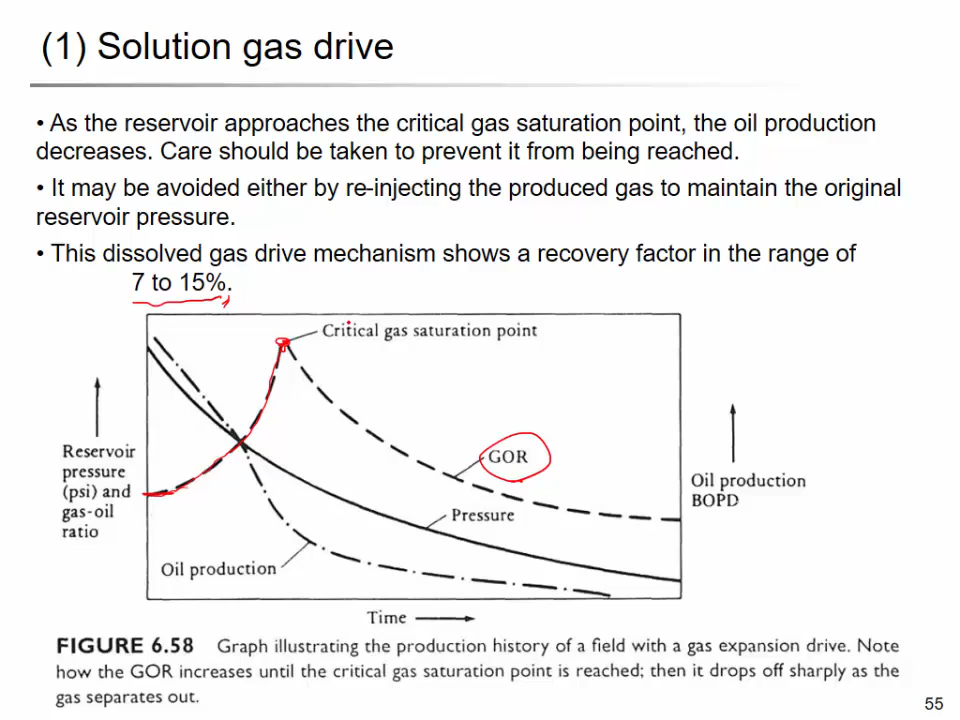 (1) Solution gas drive
• As the reservoir approaches the critical gas saturation point, the oil production
decreases. Care should be taken to prevent it from being reached.
• It may be avoided either by re-injecting the produced gas to maintain the original
reservoir pressure.
• This dissolved gas drive mechanism shows a recovery factor in the range of
7 to 15%.
Critical gas saturation point
Reservoir
pressure
(psi) and
gas-oil
ratio
GOR
Pressure
Oil production
Oil production
BOPD
Time
FIGURE 6.58 Graph illustrating the production history of a field with a gas expansion drive. Note
how the GOR increases until the critical gas saturation point is reached; then it drops off sharply as the
gas separates out.
55